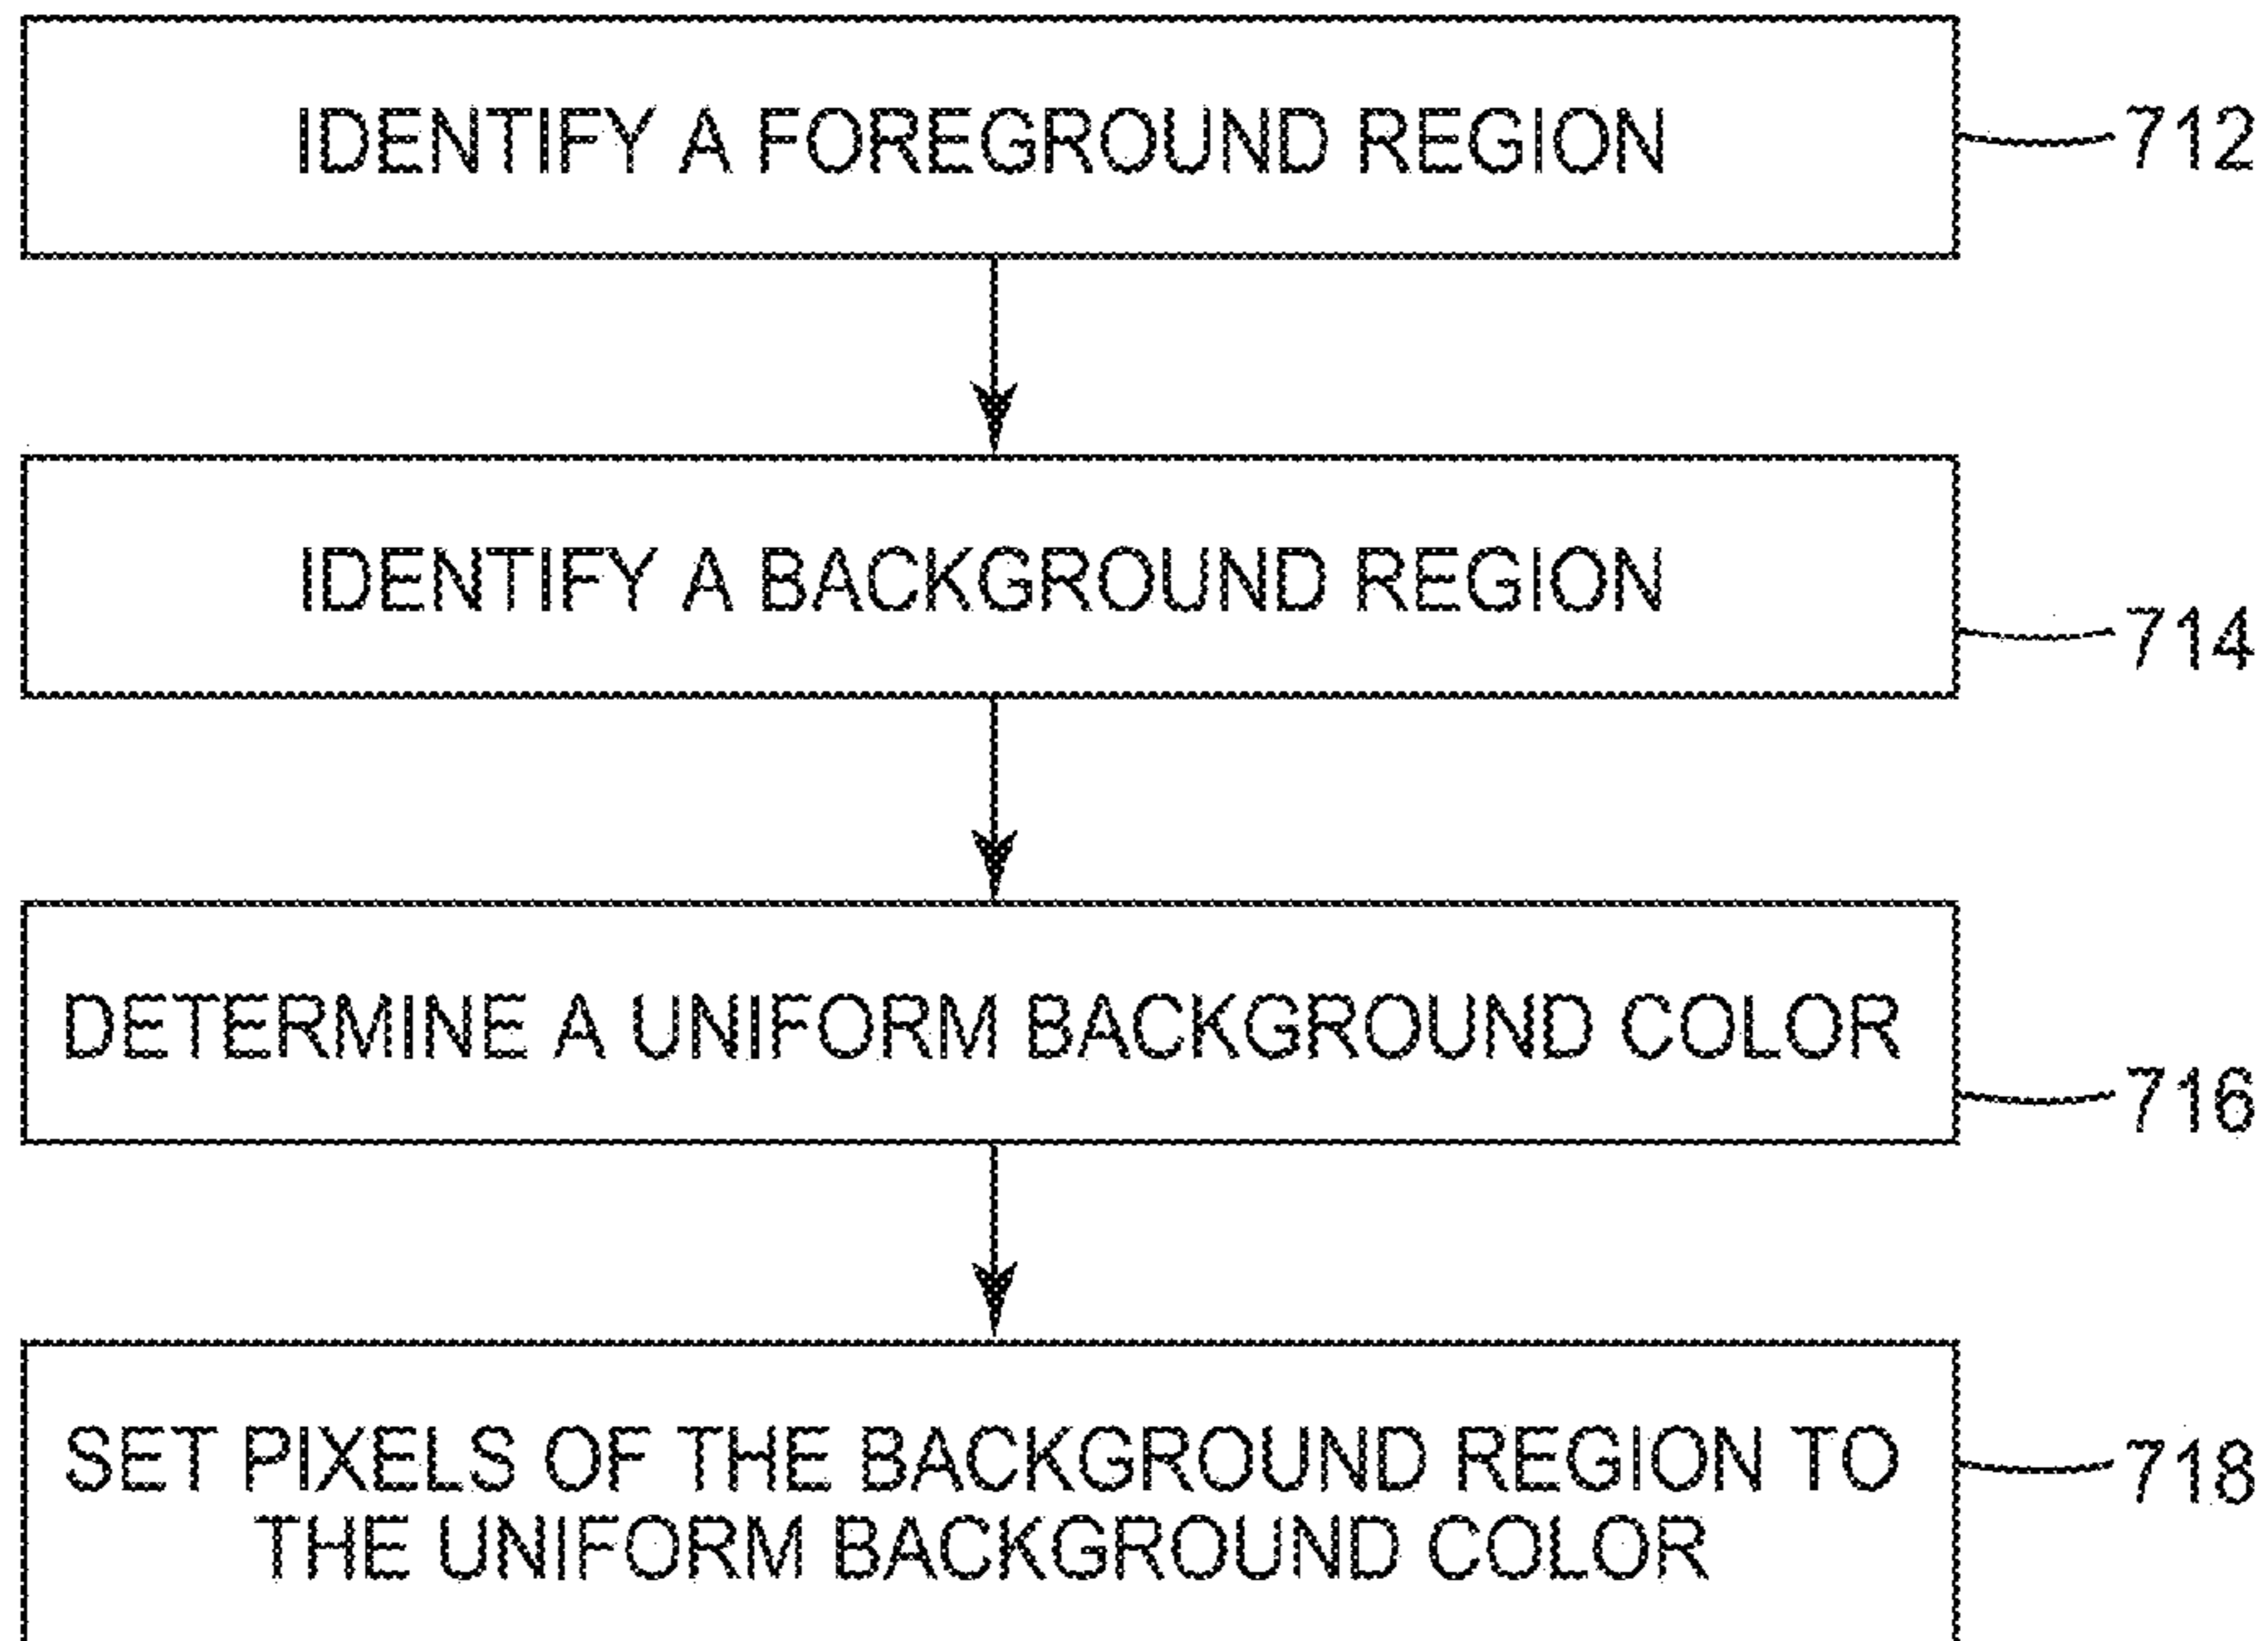 IDENTIFY A FOREGROUND REGION
712
IDENTIFY A BACKGROUND REGION
714
DETERMINE A UNIFORM BACKGROUND COLOR
716
SET PIXELS OF THE BACKGROUND REGION TO
718
THE UNIFORM BACKGROUND COLOR